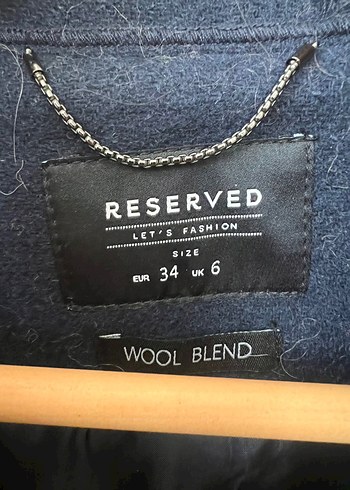 RESERVED
LET'S FASHION
SIZE
EUR 34 UK 6
WOOL BLEND